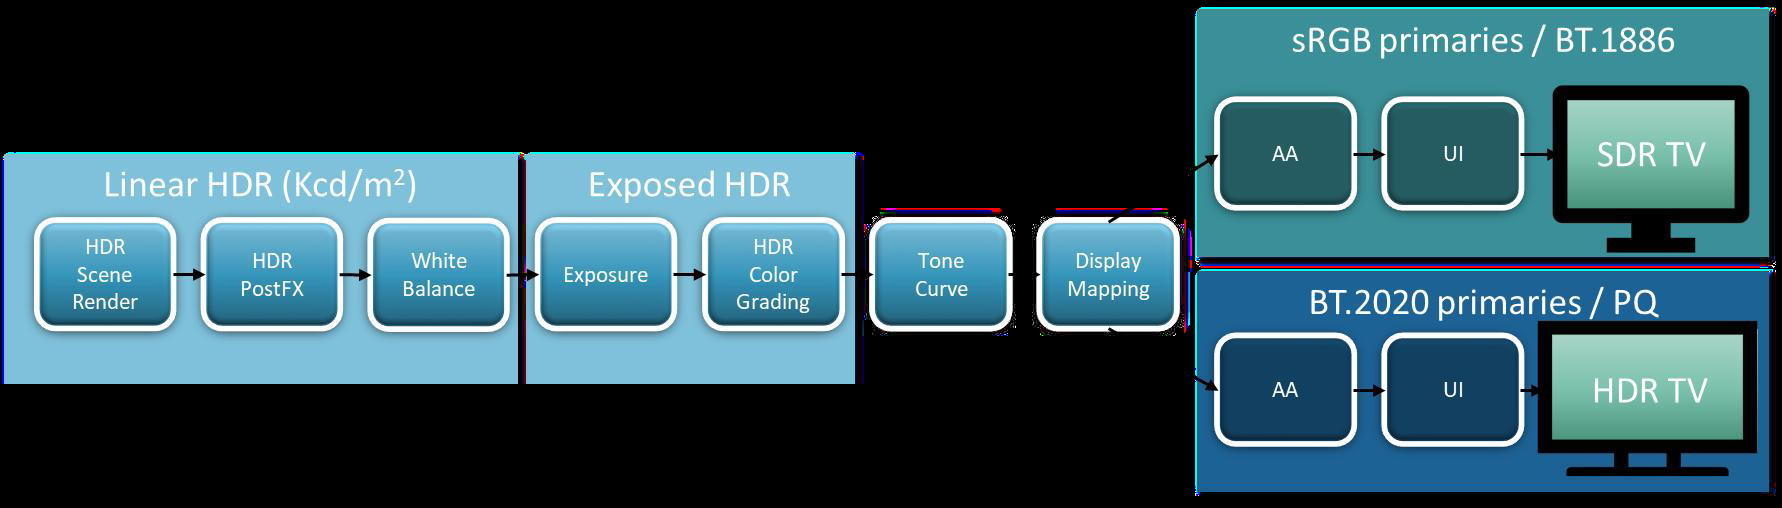 sRGB primaries / BT.1886
AA
UI
SDR TV
Linear HDR (Kcd/m²)
Exposed HDR
HDR
Scene
Render
HDR
PostFX
White
Balance
Exposure
HDR
Color
Grading
Tone
Curve
Display
Mapping
BT.2020 primaries / PQ
AA
UI
HDR TV